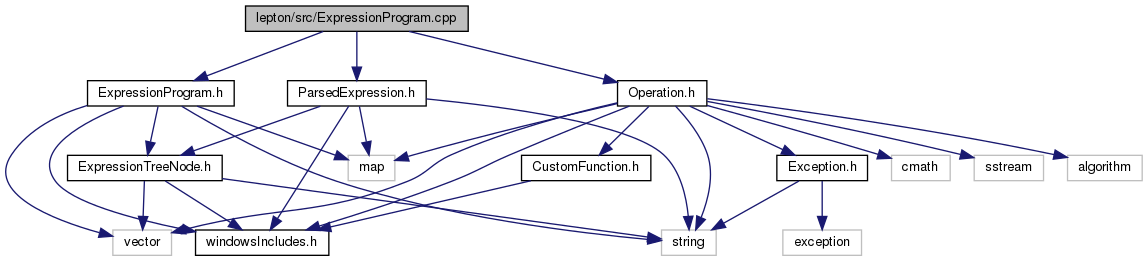 lepton/src/ExpressionProgram.cpp
ExpressionProgram.h
ParsedExpression.h
Operation.h
ExpressionTreeNode.h
map
CustomFunction.h
Exception.h
cmath
sstream
algorithm
vector
windowsIncludes.h
string
exception